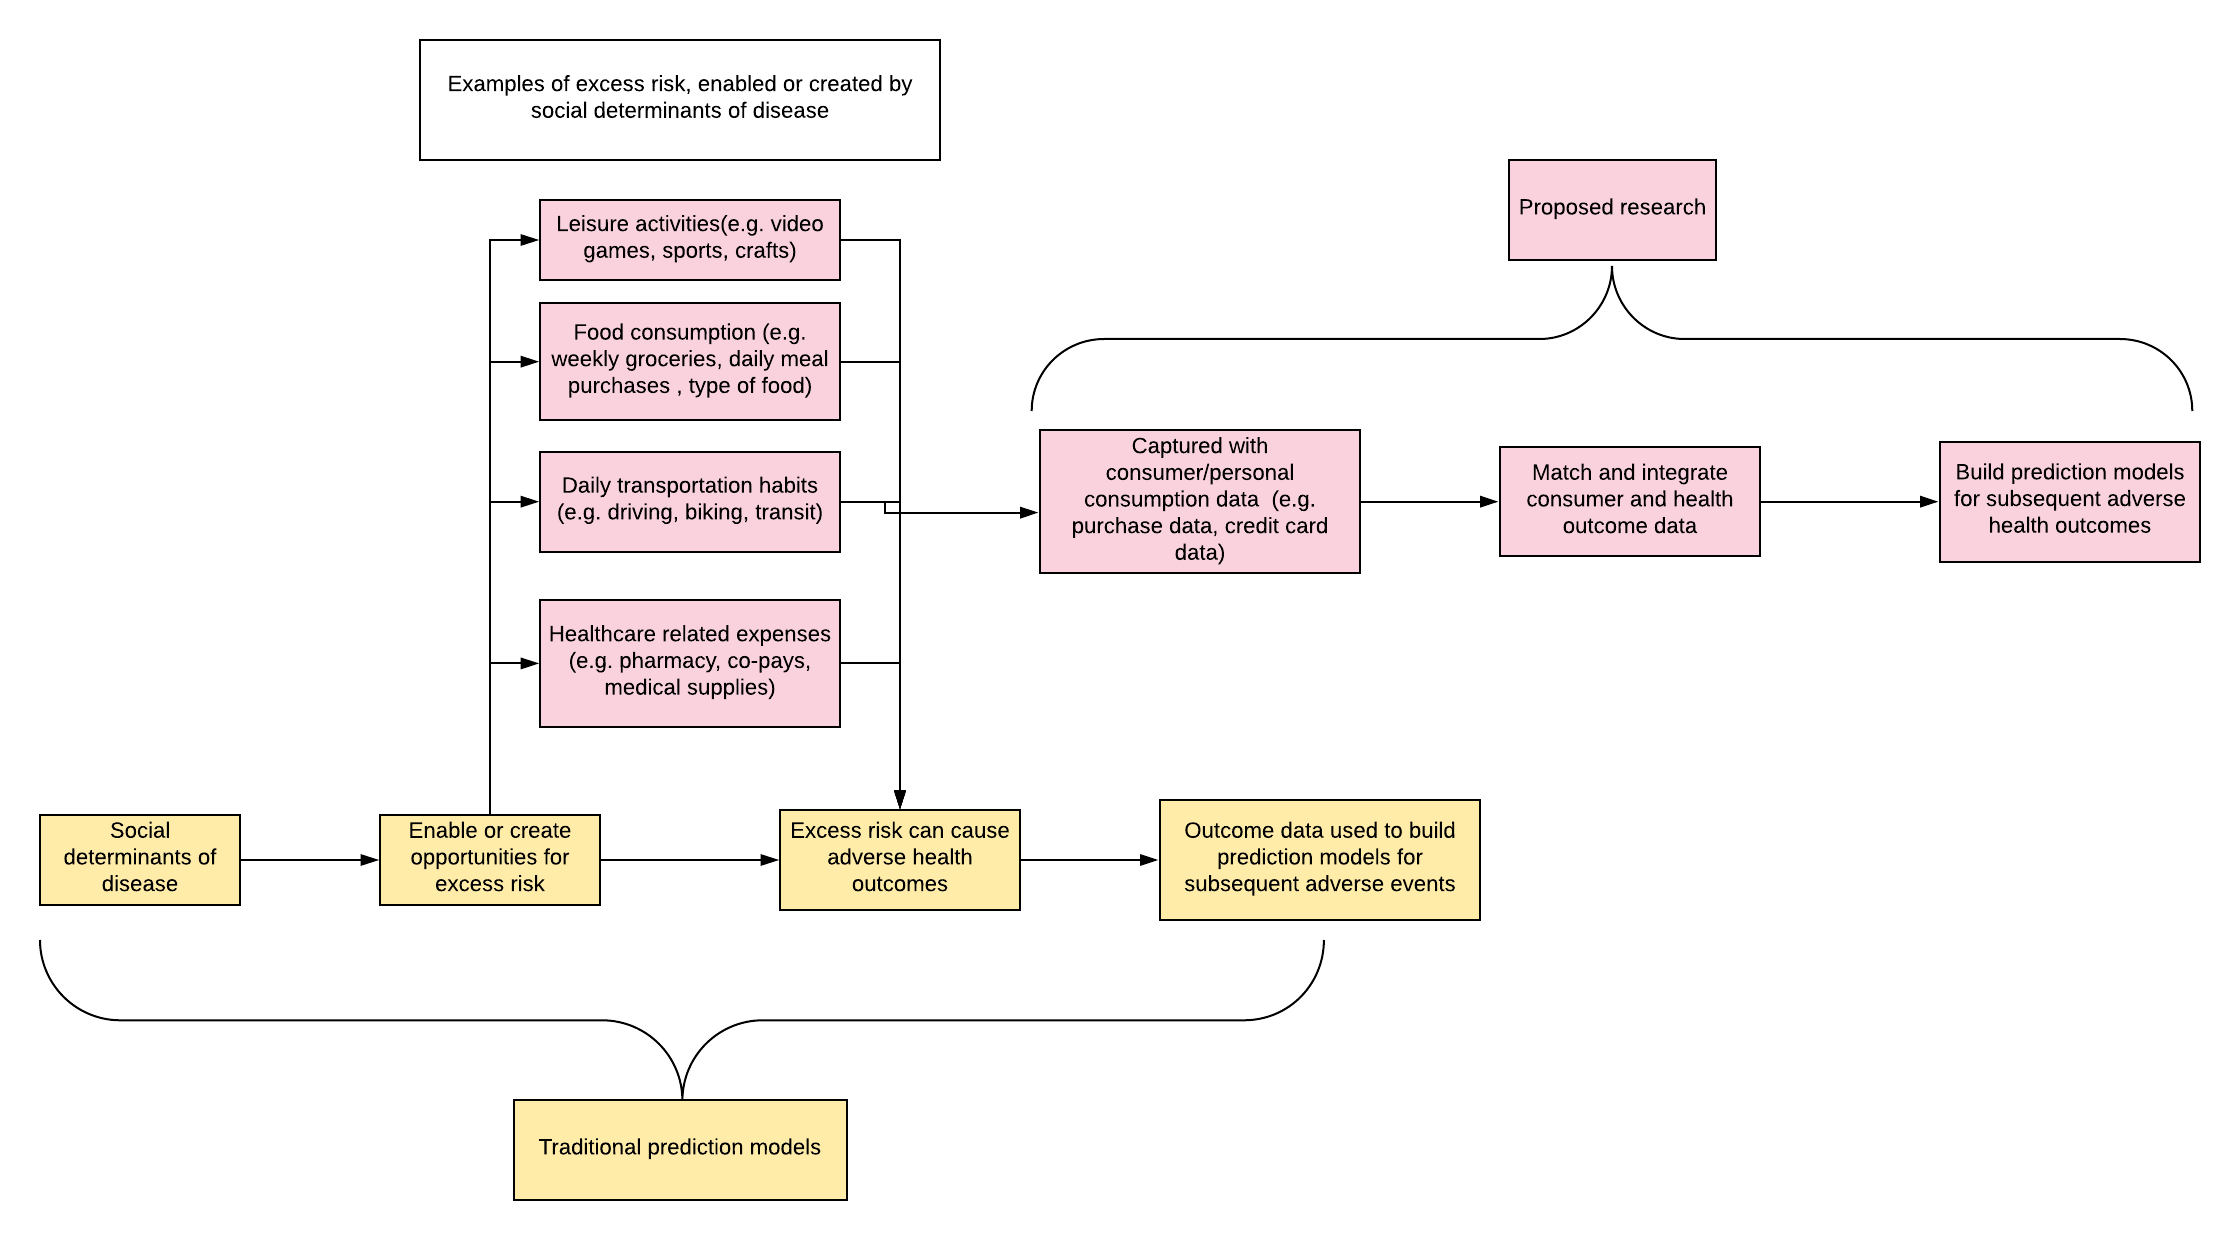 Examples of excess risk, enabled or created by
social determinants of disease
Proposed research
Leisure activities(e.g. video
games, sports, crafts)
Food consumption (e.g.
weekly groceries, daily meal
purchases , type of food)
Daily transportation habits
(e.g. driving, biking, transit)
Healthcare related expenses
(e.g. pharmacy, co-pays,
medical supplies)
Captured with
consumer/personal
consumption data  (e.g.
purchase data, credit card
data)
Match and integrate
consumer and health
outcome data
Build prediction models
for subsequent adverse
health outcomes
Social
determinants of
disease
Enable or create
opportunities for
excess risk
Excess risk can cause
adverse health
outcomes
Outcome data used to build
prediction models for
subsequent adverse events
Traditional prediction models